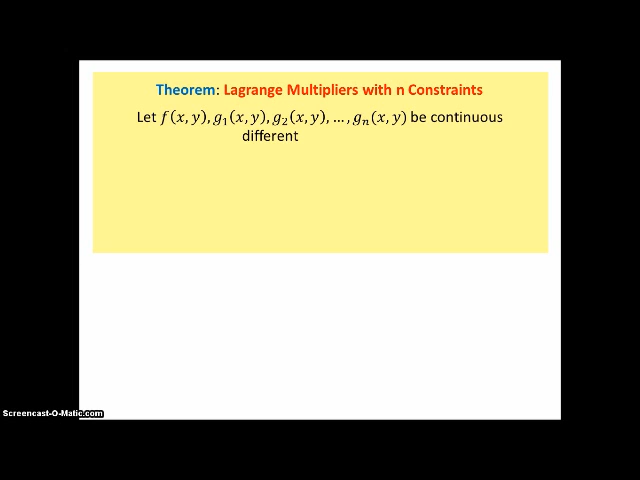 Theorem: Lagrange Multipliers with n Constraints
Let f(x, y), g₁(x, y), g₂(x, y), … , gₙ(x, y) be continuous
different
Screencast-O-Matic.com